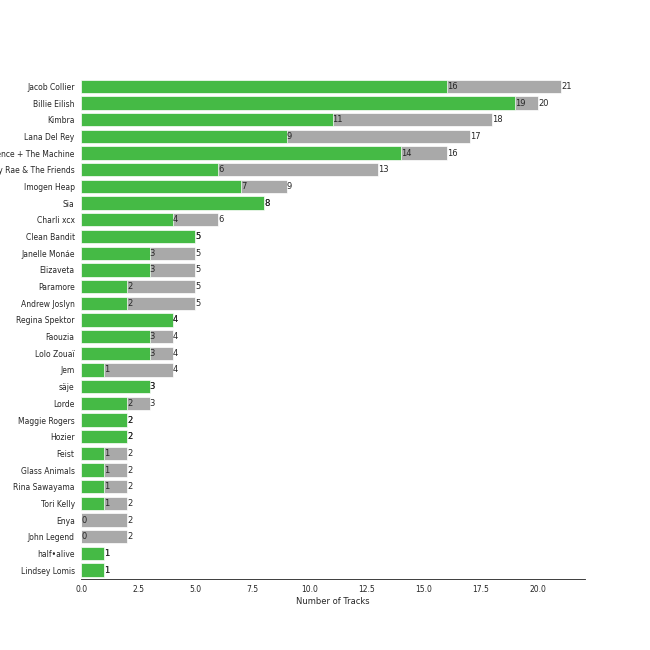 Jacob Collier 16 21
Billie Eilish 19 20
Kimbra 11 18
Lana Del Rey 9 17
ence + The Machine 14 16
y Rae & The Friends 6 13
Imogen Heap 7 9
Sia 8
Charli xcx 4 6
Clean Bandit 5
Janelle Monáe 3 5
Elizaveta 3 5
Paramore 2 5
Andrew Joslyn 2 5
Regina Spektor 4
Faouzia 3 4
Lolo Zouaï 3 4
Jem 1 4
säje 3
Lorde 2 3
Maggie Rogers 2
Hozier 2
Feist 1 2
Glass Animals 1 2
Rina Sawayama 1 2
Tori Kelly 1 2
Enya 0 2
John Legend 0 2
half•alive 1
Lindsey Lomis 1
0.0 2.5 5.0 7.5 10.0 12.5 15.0 17.5 20.0
Number of Tracks